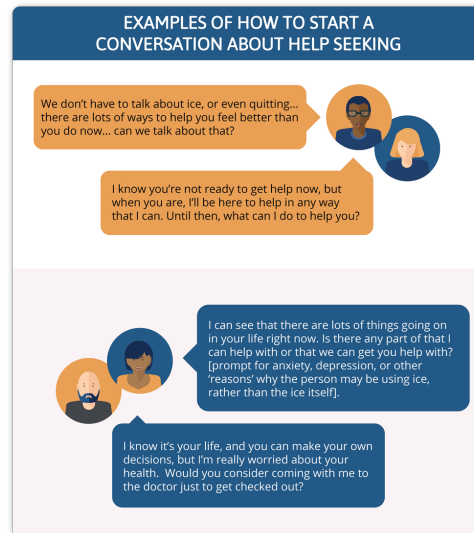 EXAMPLES OF HOW TO START A
CONVERSATION ABOUT HELP SEEKING
We don’t have to talk about ice, or even quitting...
there are lots of ways to help you feel better than
you do now... can we talk about that?
I know you’re not ready to get help now, but
when you are, I’ll be here to help in any way
that I can. Until then, what can I do to help you?
I can see that there are lots of things going on
in your life right now. Is there any part of that I
can help with or that we can get you help with?
[prompt for anxiety, depression, or other
‘reasons’ why the person may be using ice,
rather than the ice itself].
I know it’s your life, and you can make your own
decisions, but I’m really worried about your
health.  Would you consider coming with me to
the doctor just to get checked out?